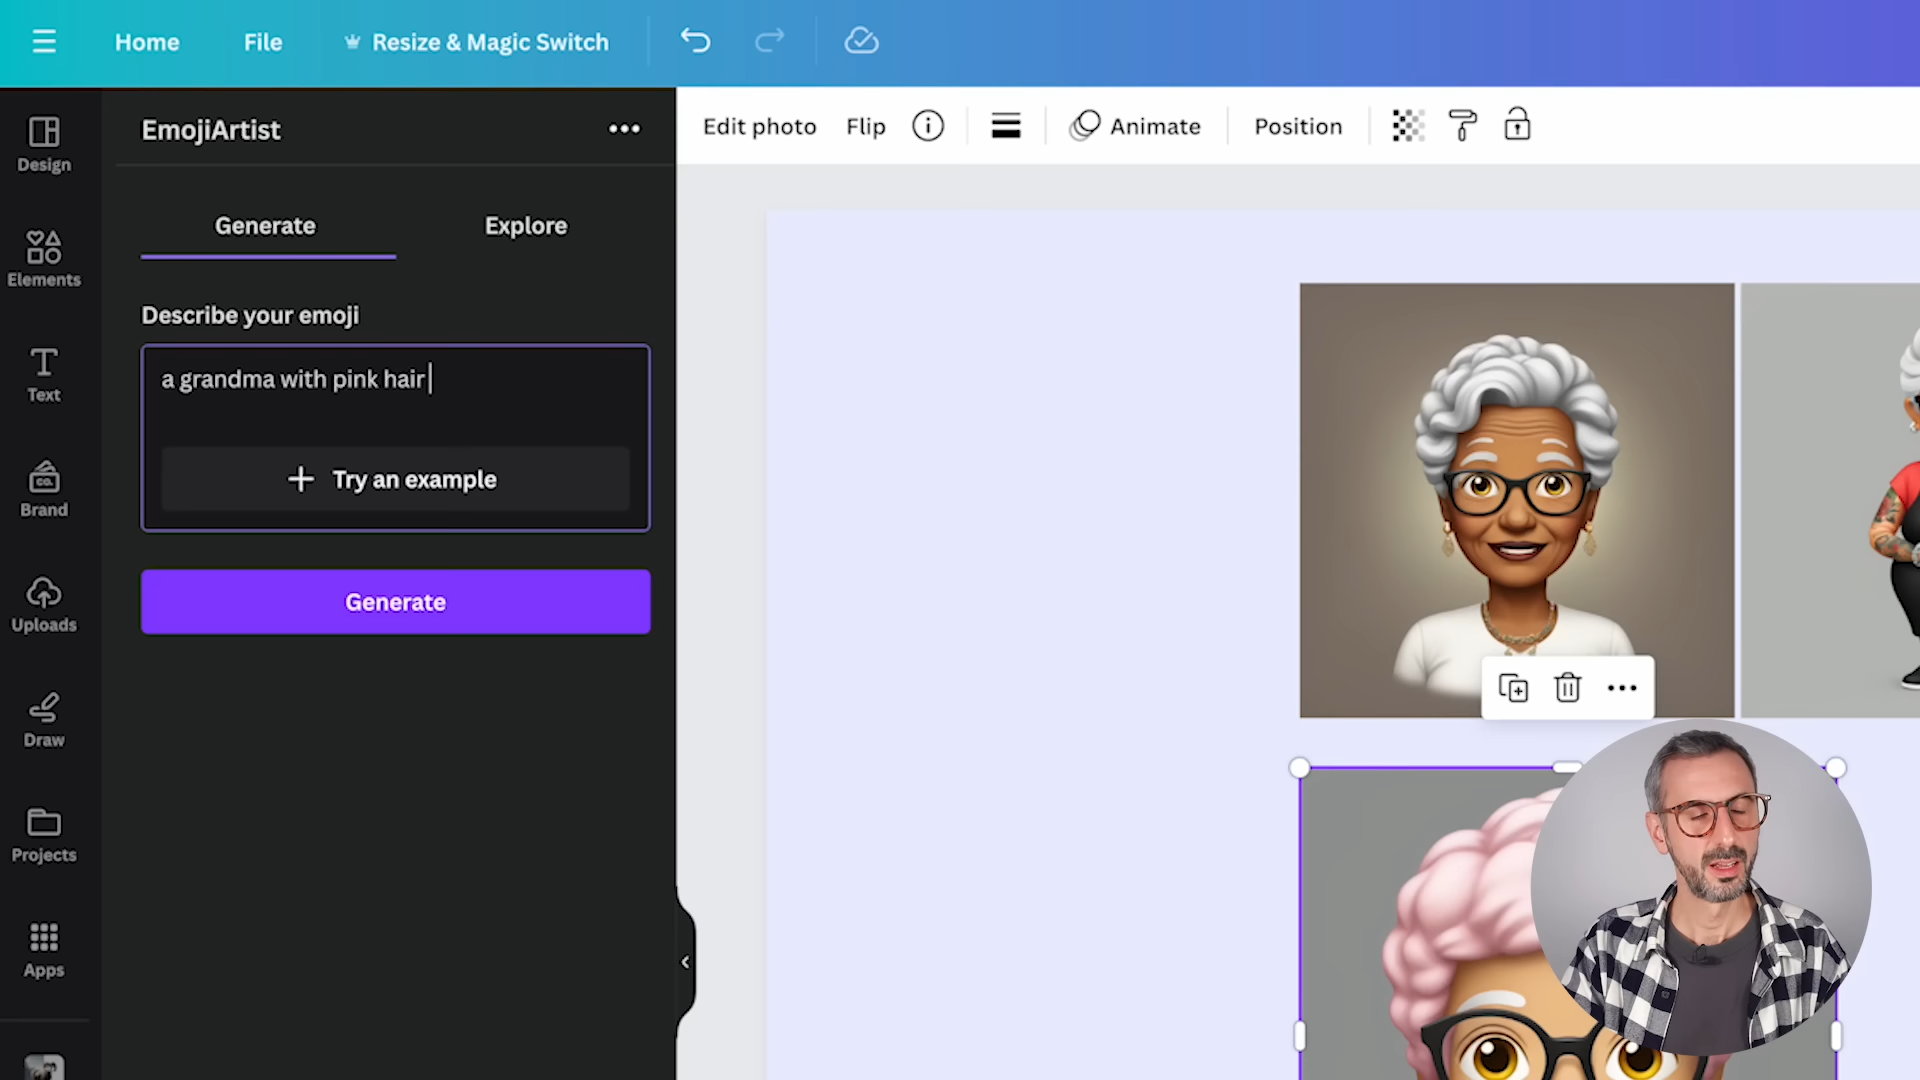 Home
File
Resize & Magic Switch
Design
Elements
Text
CO.
Brand
Uploads
Draw
Projects
Apps
EmojiArtist
Generate
Explore
Describe your emoji
a grandma with pink hair
Try an example
Generate
Edit photo
Flip
Animate
Position